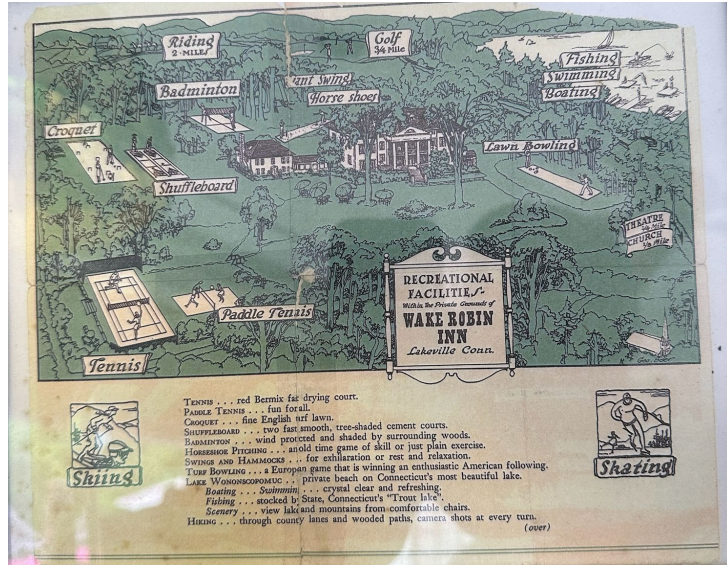 Riding
2-MILES
Golf
3/4 Mile
Fishing
Swimming
Boating
Badminton
ant Swing
Horse shoes
Croquet
Shuffleboard
Lawn Bowling
THEATRE
CHURCH
Paddle Tennis
Tennis
RECREATIONAL
FACILITIES-
Within the Private Grounds of
WAKE ROBIN
INN
Lakeville Conn.
Skiing
Skating
TENNIS . . . red Bermix fast drying court.
PADDLE TENNIS . . . fun for all.
CROQUET . . . fine English turf lawn.
SHUFFLEBOARD . . . two fast smooth, tree-shaded cement courts.
BADMINTON . . . wind protected and shaded by surrounding woods.
HORSESHOE PITCHING . . . an old time game of skill or just plain exercise.
SWINGS AND HAMMOCKS . . . for exhilaration or rest and relaxation.
TURF BOWLING . . . a European game that is winning an enthusiastic American following.
LAKE WONONSCOPOMUC . . private beach on Connecticut's most beautiful lake.
Boating . . . Swimmin . . . crystal clear and refreshing.
Fishing . . . stocked by State, Connecticut's "Trout lake".
Scenery . . . view lake and mountains from comfortable chairs.
HIKING . . . through county lanes and wooded paths, camera shots at every turn.
(over)